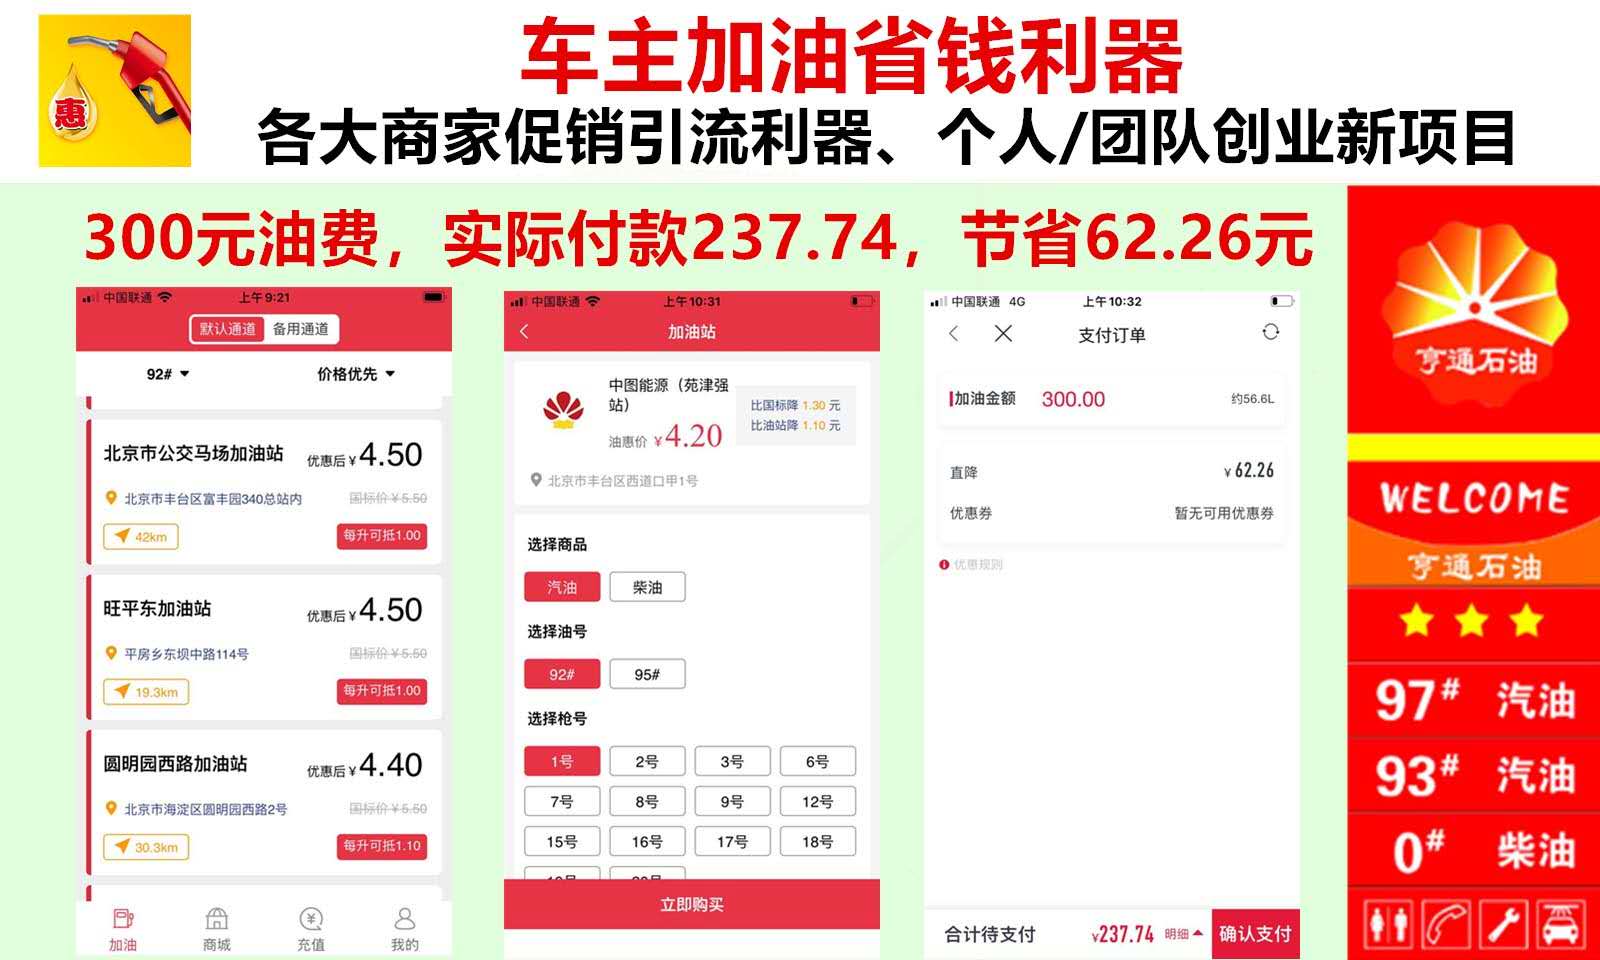 惠
车主加油省钱利器
各大商家促销引流利器、个人/团队创业新项目
300元油费，实际付款237.74，节省62.26元
中国联通
上午9:21
默认通道 备用通道
92# 价格优先
北京市公交马场加油站 优惠后¥4.50
北京市丰台区富丰园340总站内 国标价¥5.50
42km 每升可抵1.00
旺平东加油站 优惠后¥4.50
平房乡东坝中路114号 国标价¥5.50
19.3km 每升可抵1.00
圆明园西路加油站 优惠后¥4.40
北京市海淀区圆明园西路2号 国标价¥5.50
30.3km 每升可抵1.10
加油 商城 充值 我的
中国联通 上午10:31
加油站
中图能源（苑津强
站）
油惠价 ¥4.20
比国标降 1.30 元
比油站降 1.10 元
北京市丰台区西道口甲1号
选择商品
汽油 柴油
选择油号
92# 95#
选择枪号
1号 2号 3号 6号
7号 8号 9号 12号
15号 16号 17号 18号
立即购买
中国联通 4G 上午10:32
支付订单
加油金额 300.00 约56.6L
直降 ¥62.26
优惠券 暂无可用优惠券
优惠规则
合计待支付 ¥237.74 明细 确认支付
亨通石油
WELCOME
亨通石油
97# 汽油
93# 汽油
0# 柴油